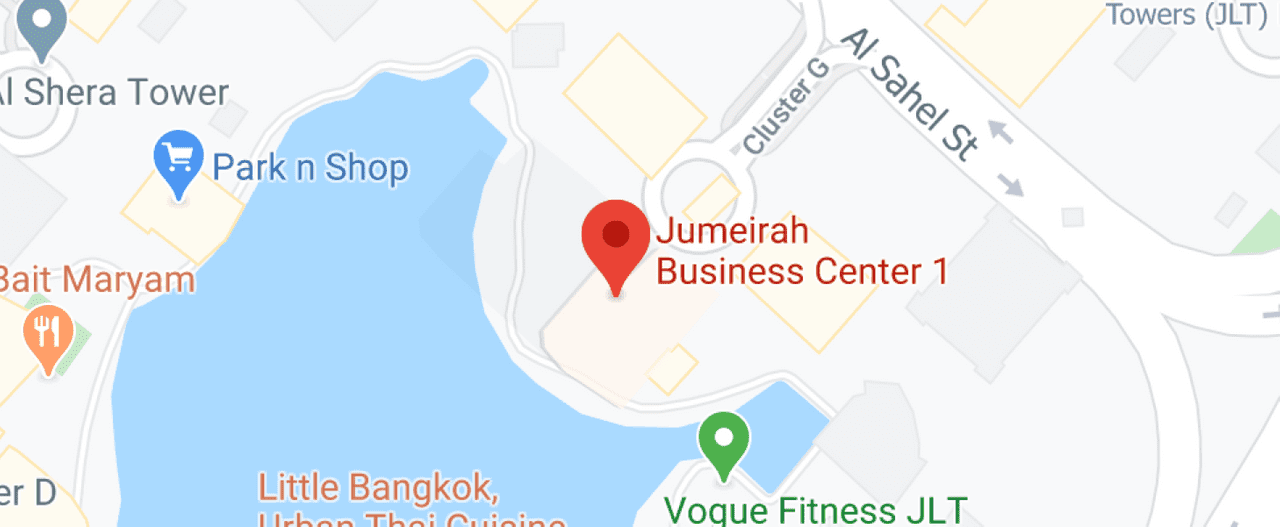 Towers (JLT)
Al Sahel St
Cluster G
Al Shera Tower
Park n Shop
Jumeirah
Business Center 1
Bait Maryam
er D
Little Bangkok,
Urban Thai Cuisine
Vogue Fitness JLT